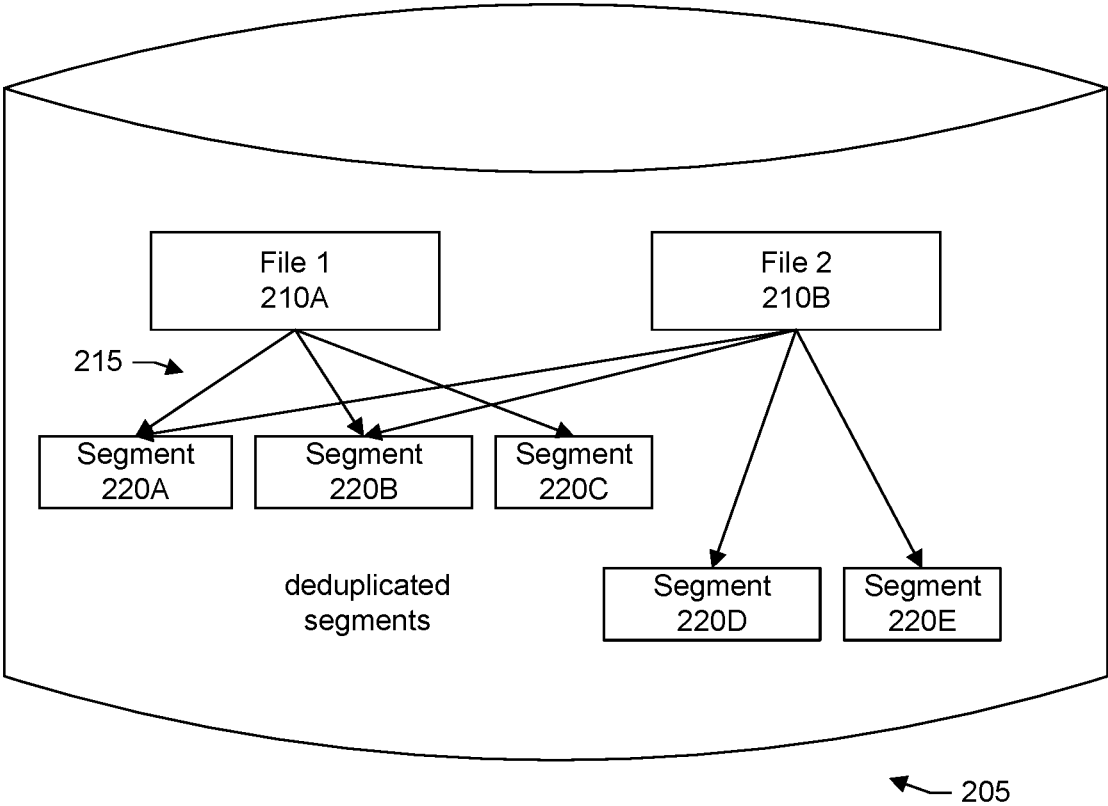 File 1
210A
File 2
210B
215
Segment
220A
Segment
220B
Segment
220C
deduplicated
segments
Segment
220D
Segment
220E
205